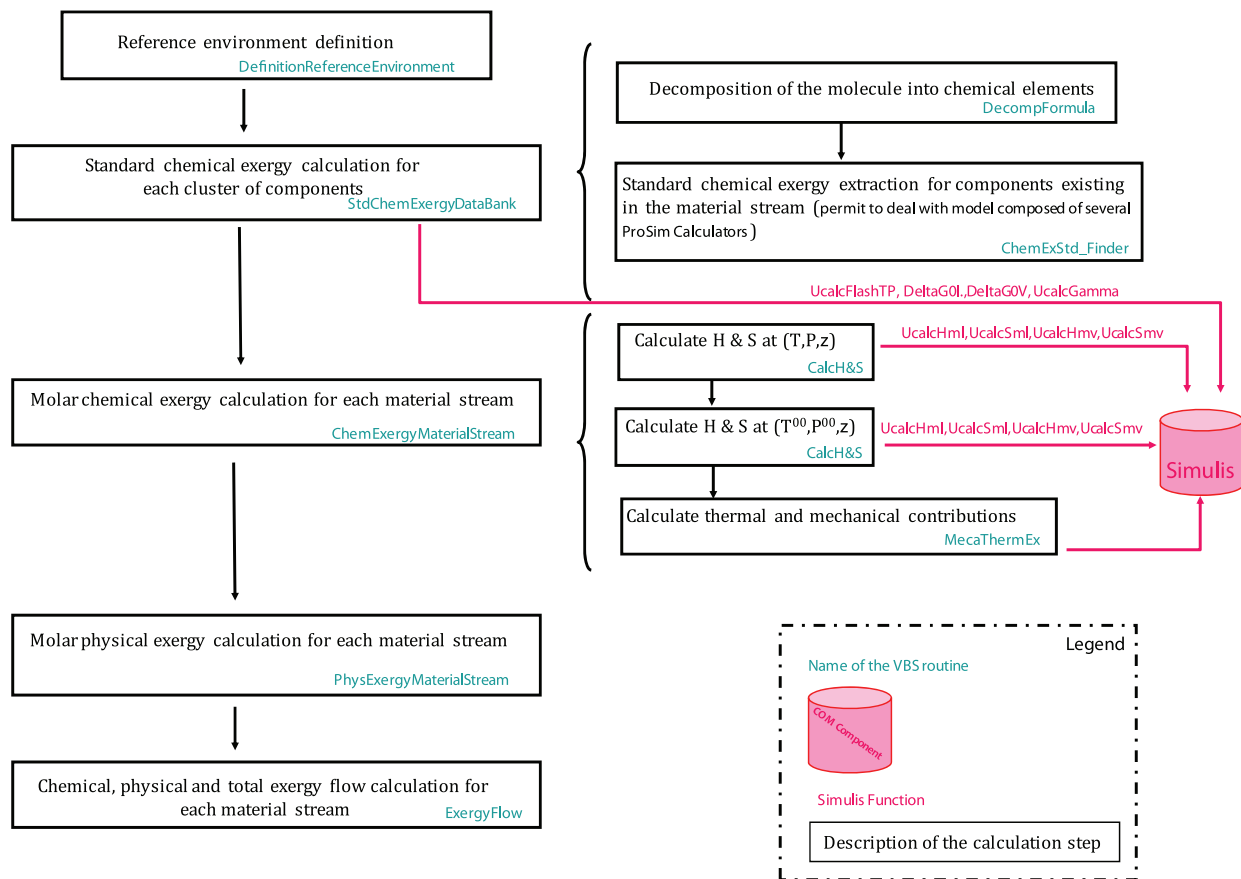 Reference environment definition
DefinitionReferenceEnvironment
Standard chemical exergy calculation for
each cluster of components
StdChemExergyDataBank
Molar chemical exergy calculation for each material stream
ChemExergyMaterialStream
Molar physical exergy calculation for each material stream
PhysExergyMaterialStream
Chemical, physical and total exergy flow calculation for
each material stream
ExergyFlow
Decomposition of the molecule into chemical elements
DecompFormula
Standard chemical exergy extraction for components existing
in the material stream (permit to deal with model composed of several
ProSim Calculators)
ChemExStd_Finder
UcalcFlashTP, DeltaG0l.,DeltaG0V, UcalcGamma
Calculate H & S at (T,P,z)
CalcH&S
UcalcHml,UcalcSml,UcalcHmv,UcalcSmv
Calculate H & S at (T⁰⁰,P⁰⁰,z)
CalcH&S
UcalcHml,UcalcSml,UcalcHmv,UcalcSmv
Calculate thermal and mechanical contributions
MecaThermEx
Simulis
Legend
Name of the VBS routine
COM Component
Simulis Function
Description of the calculation step